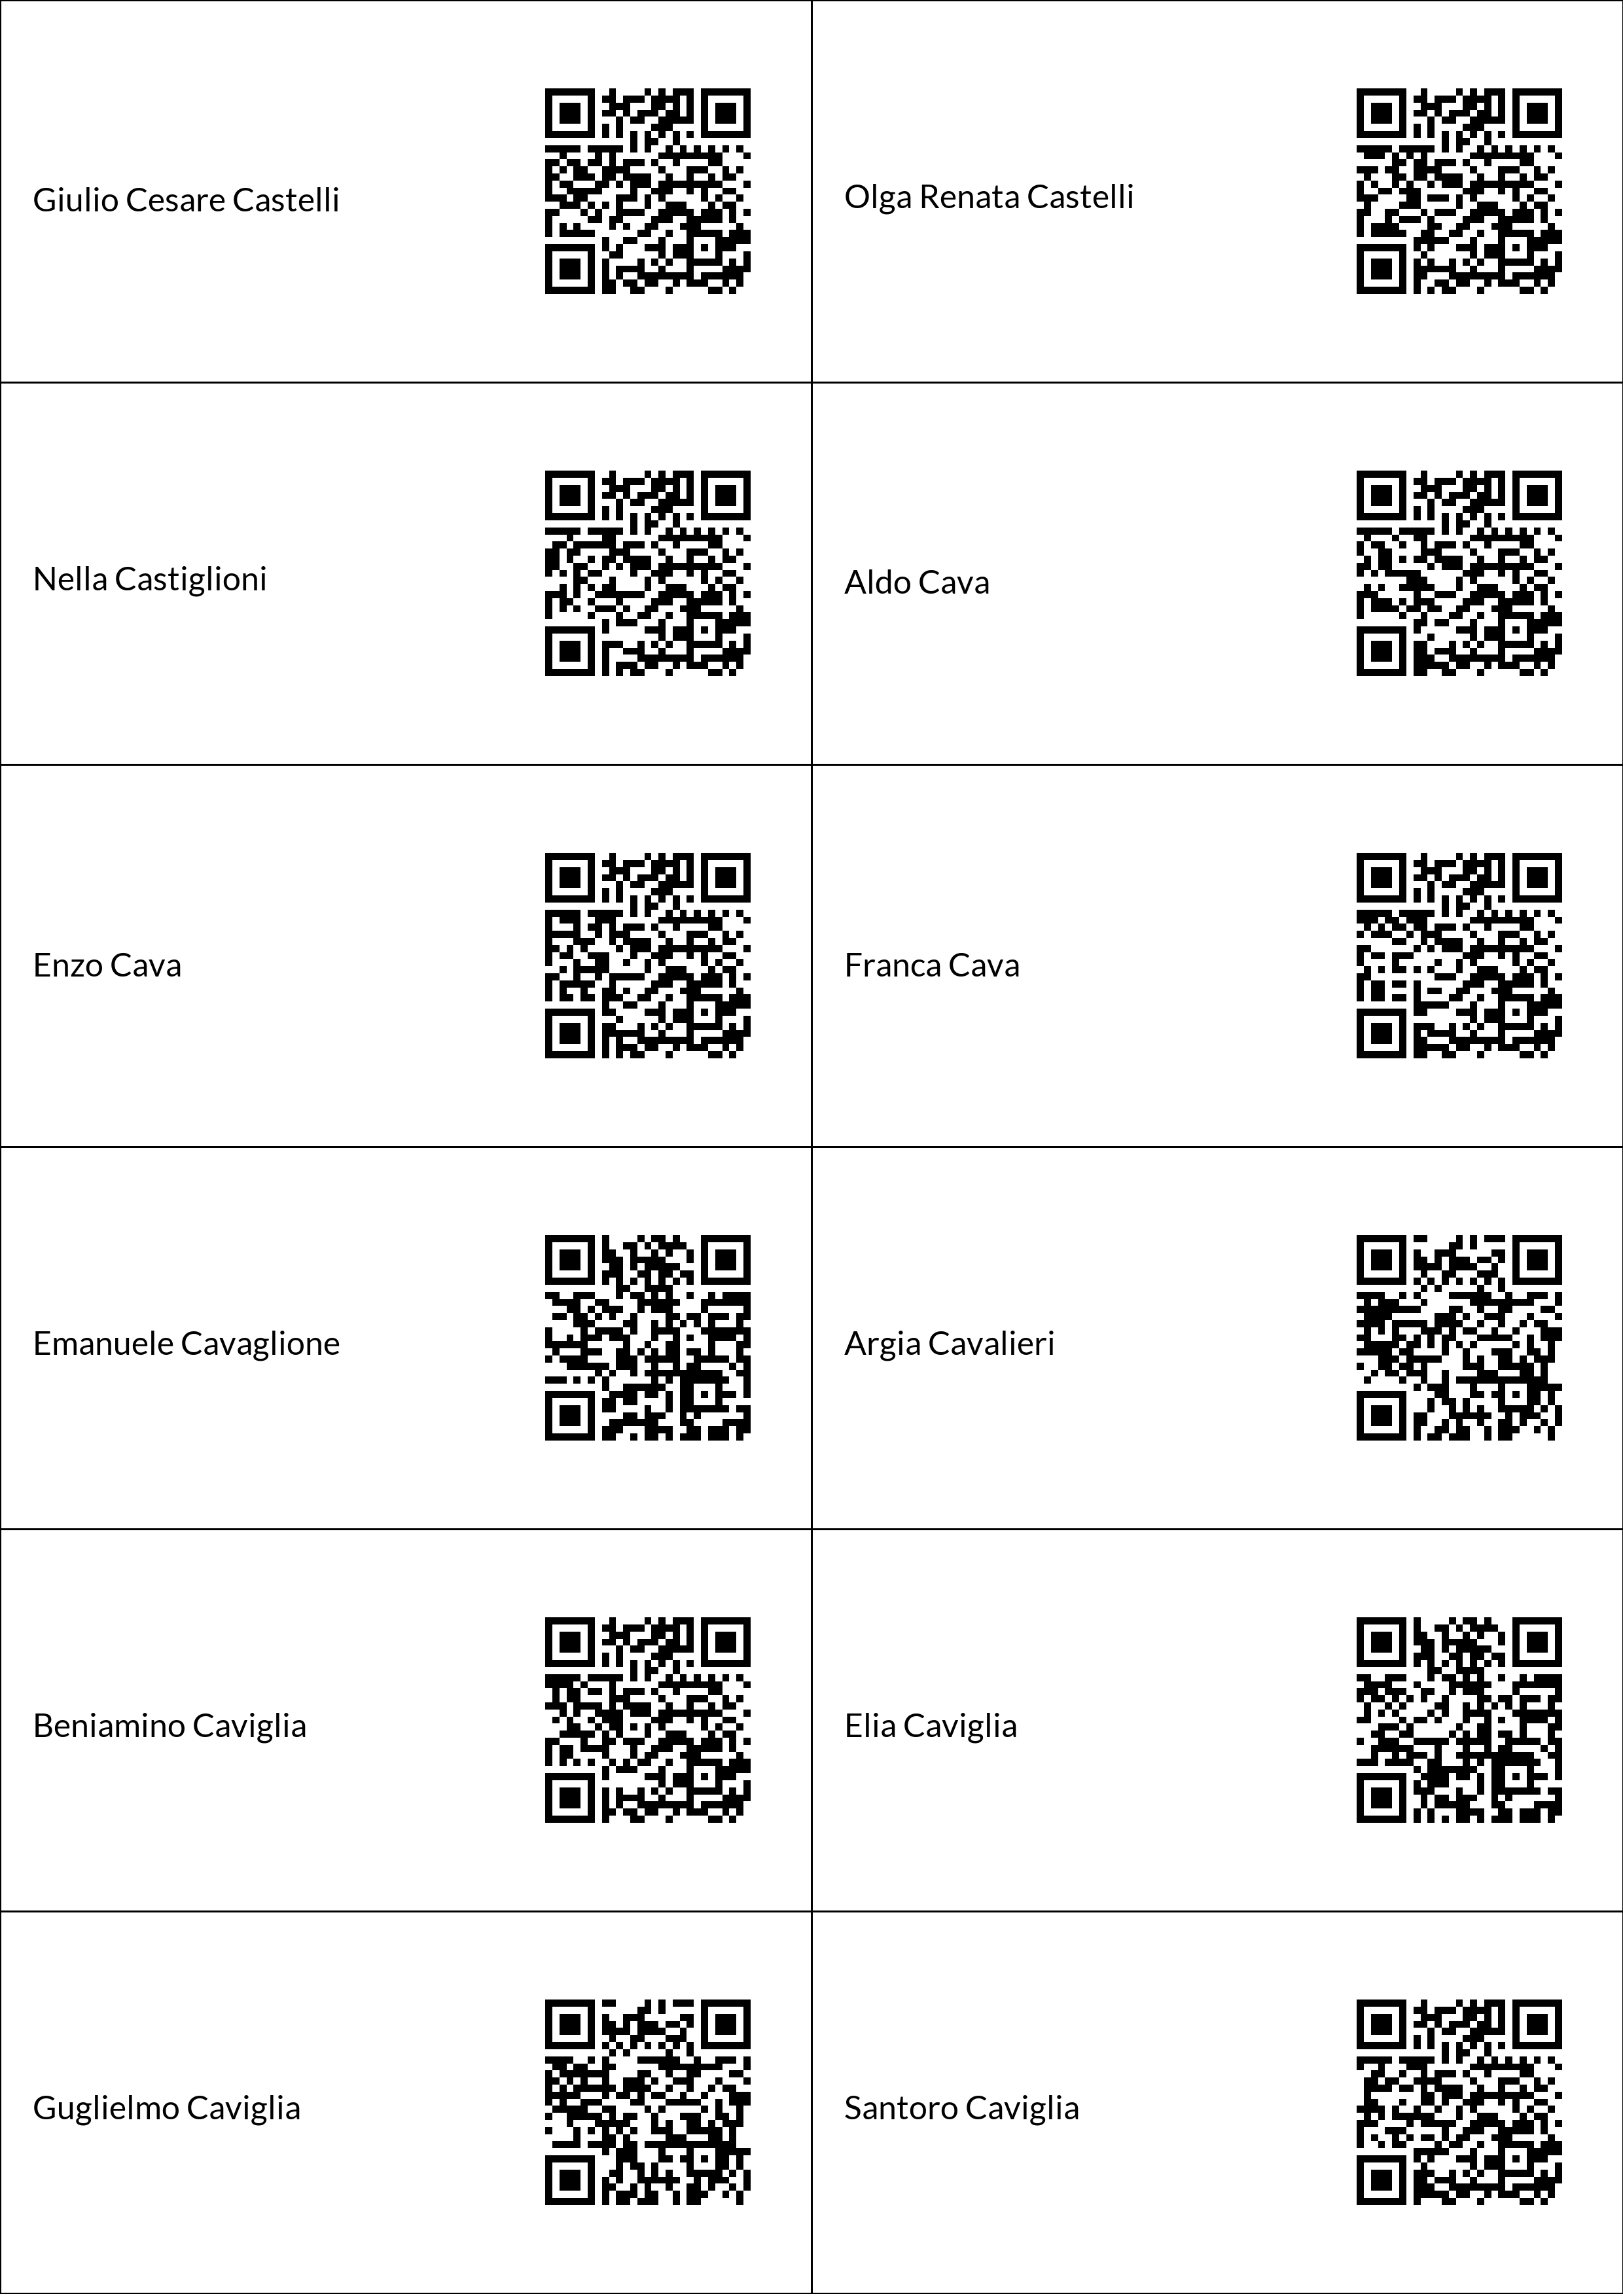 Giulio Cesare Castelli
Olga Renata Castelli
Nella Castiglioni
Aldo Cava
Enzo Cava
Franca Cava
Emanuele Cavaglione
Argia Cavalieri
Beniamino Caviglia
Elia Caviglia
Guglielmo Caviglia
Santoro Caviglia